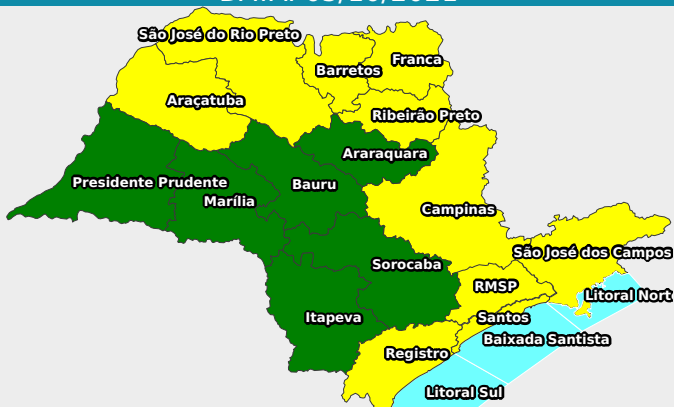 São José do Rio Preto
Franca
Barretos
Araçatuba
Ribeirão Preto
Araraquara
Presidente Prudente
Bauru
Marília
Campinas
São José dos Campos
Sorocaba
RMSP
Litoral Nort
Itapeva
Santos
Baixada Santista
Registro
Litoral Sul